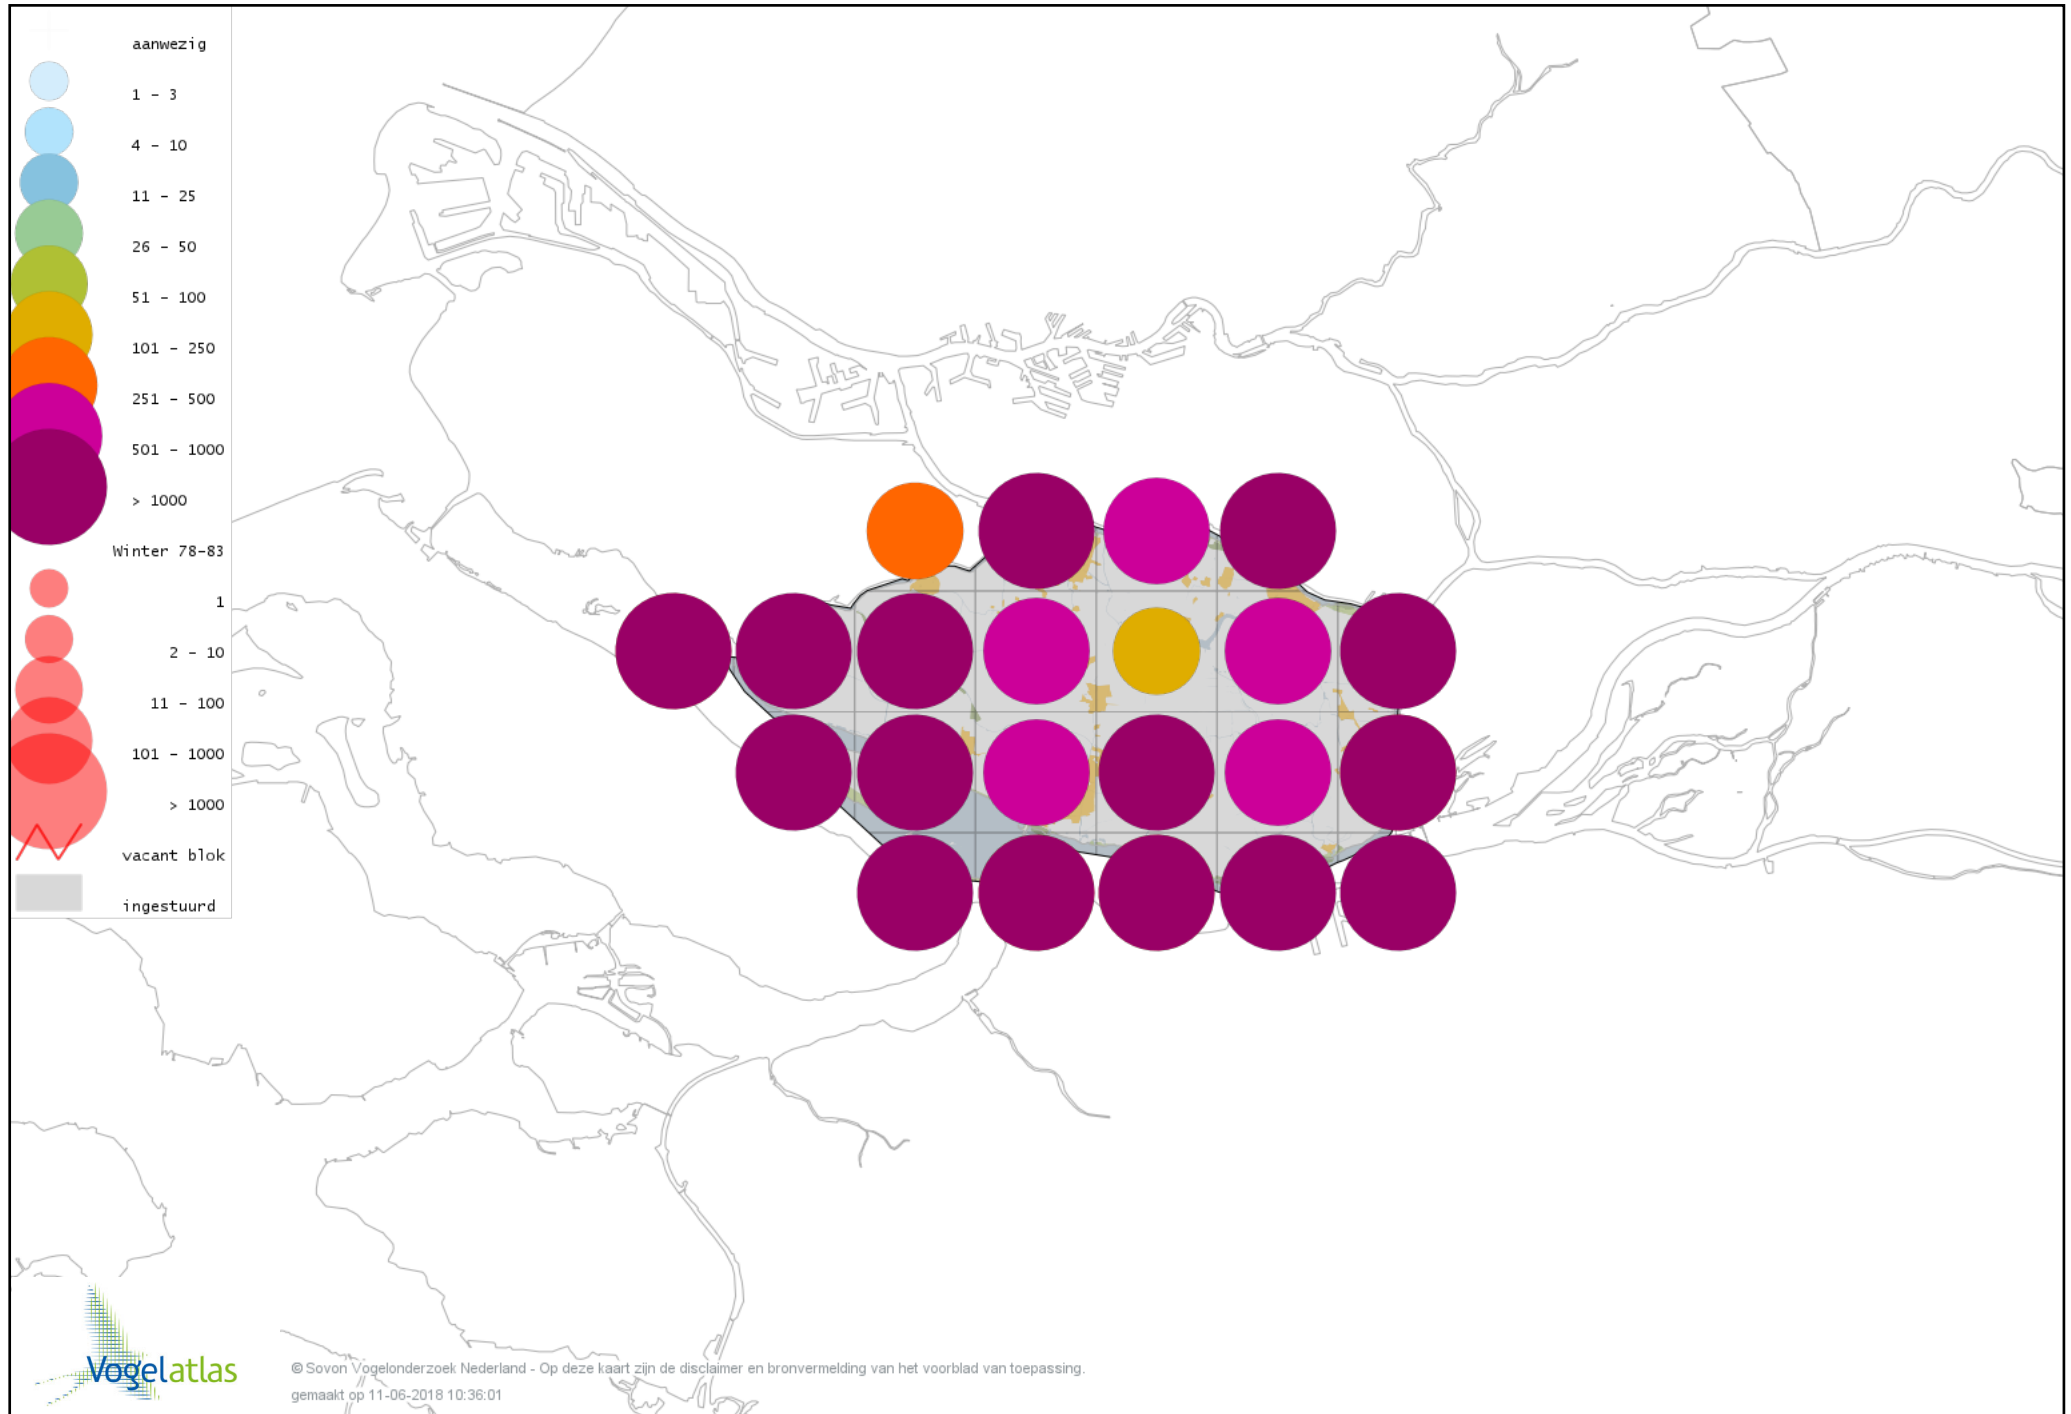 aanwezig
1 – 3
4 – 10
11 – 25
26 – 50
51 – 100
101 – 250
251 – 500
501 – 1000
> 1000
Winter 78-83
1
2 – 10
11 – 100
101 – 1000
> 1000
vacant blok
ingestuurd
Vogelatlas
© Sovon Vogelonderzoek Nederland - Op deze kaart zijn de disclaimer en bronvermelding van het voorblad van toepassing.
gemaakt op 11-06-2018 10:36:01